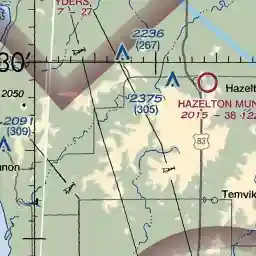 YDERS,
7 - 27
30'
2236
(267)
2050
2375
(305)
Hazelt
HAZELTON MUN
2015 - 38 122
2091
(309)
83
non
Temvik